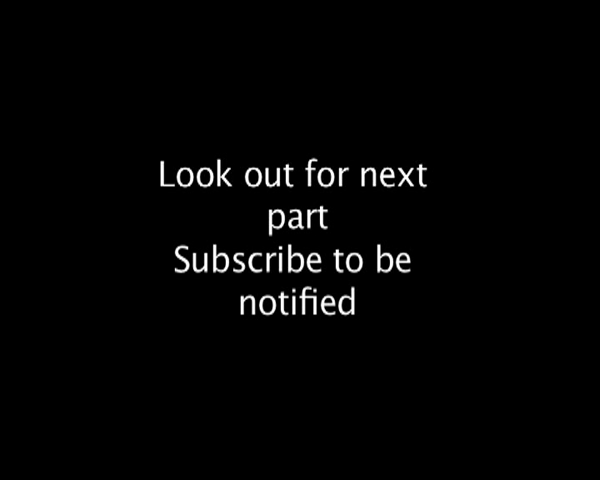 Look out for next
part
Subscribe to be
notified